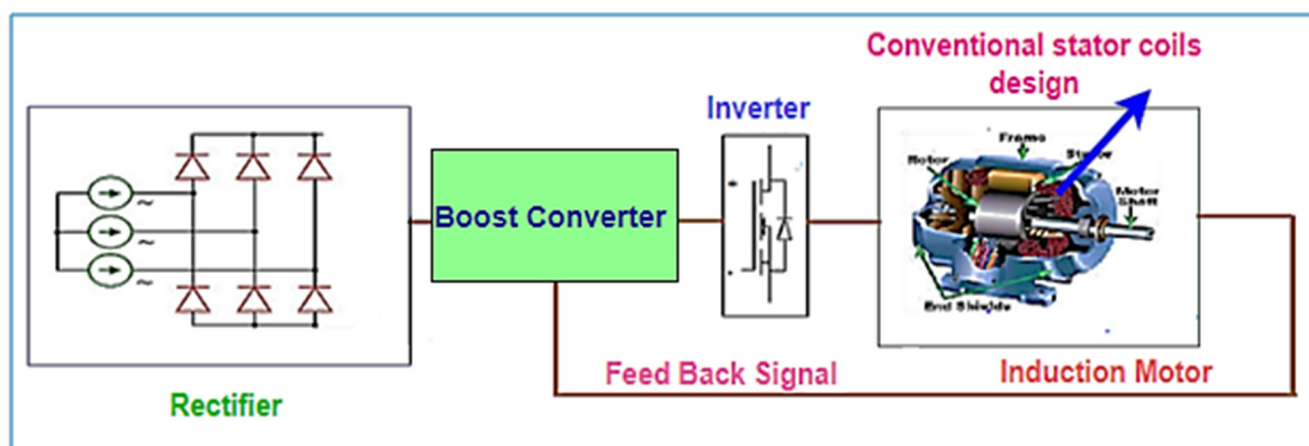 Conventional stator coils
design
Inverter
Frame
Stator
Rotor
Motor
Shaft
Boost Converter
End Shields
Feed Back Signal
Induction Motor
Rectifier